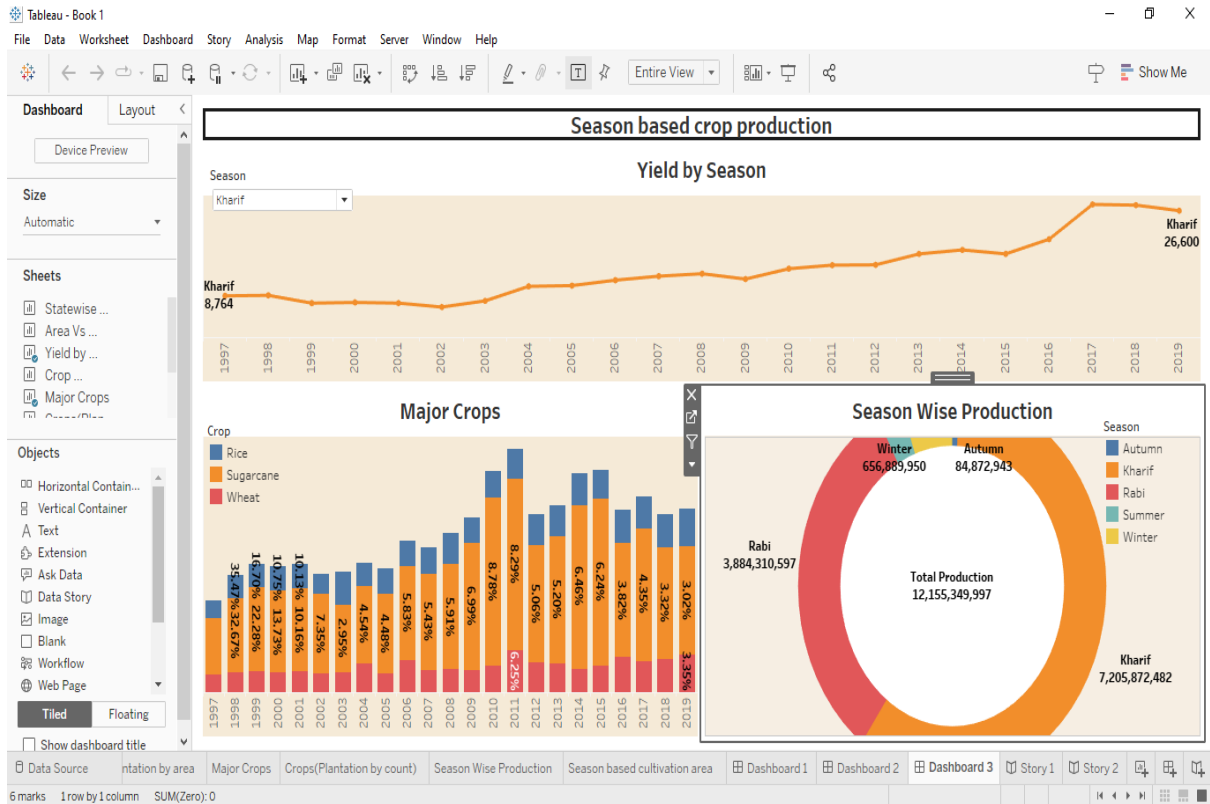 Tableau - Book 1
File Data Worksheet Dashboard Story Analysis Map Format Server Window Help
Entire View
Show Me
Dashboard Layout
Device Preview
Size
Automatic
Sheets
Statewise ...
Area Vs ...
Yield by ...
Crop ...
Major Crops
Objects
Horizontal Contain...
Vertical Container
Text
Extension
Ask Data
Data Story
Image
Blank
Workflow
Web Page
Tiled Floating
Show dashboard title
Season based crop production
Yield by Season
Season
Kharif
Kharif
8,764
Kharif
26,600
1997 1998 1999 2000 2001 2002 2003 2004 2005 2006 2007 2008 2009 2010 2011 2012 2013 2014 2015 2016 2017 2018 2019
Major Crops
Crop
Rice
Sugarcane
Wheat
35.47% 16.70% 10.75% 10.13%
32.67% 22.28% 13.73% 10.16% 7.35% 2.95% 4.54% 4.48% 5.83% 5.43% 5.91% 6.99% 8.78% 8.29% 5.06% 5.20% 6.46% 6.24% 3.82% 4.35% 3.32% 3.02%
6.25% 3.35%
1997 1998 1999 2000 2001 2002 2003 2004 2005 2006 2007 2008 2009 2010 2011 2012 2013 2014 2015 2016 2017 2018 2019
Season Wise Production
Season
Autumn
Kharif
Rabi
Summer
Winter
Winter
656,889,950
Autumn
84,872,943
Rabi
3,884,310,597
Total Production
12,155,349,997
Kharif
7,205,872,482
Data Source ntation by area Major Crops Crops(Plantation by count) Season Wise Production Season based cultivation area Dashboard 1 Dashboard 2 Dashboard 3 Story 1 Story 2
6 marks 1 row by 1 column SUM(Zero): 0